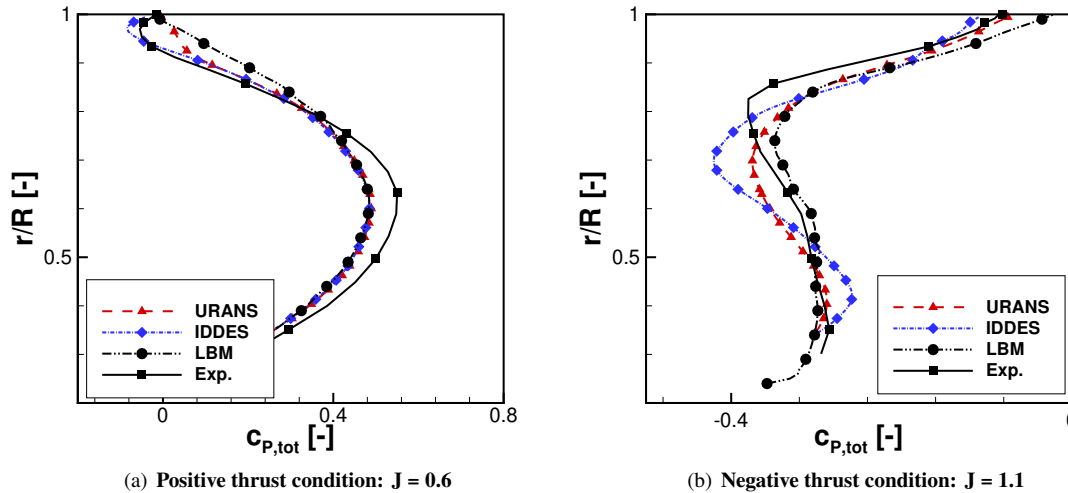 1
r/R [-]
0.5
URANS
IDDES
LBM
Exp.
0
0.4
0.8
c_P,tot [-]
(a) Positive thrust condition: J = 0.6
1
r/R [-]
0.5
URANS
IDDES
LBM
Exp.
-0.4
0
c_P,tot [-]
(b) Negative thrust condition: J = 1.1